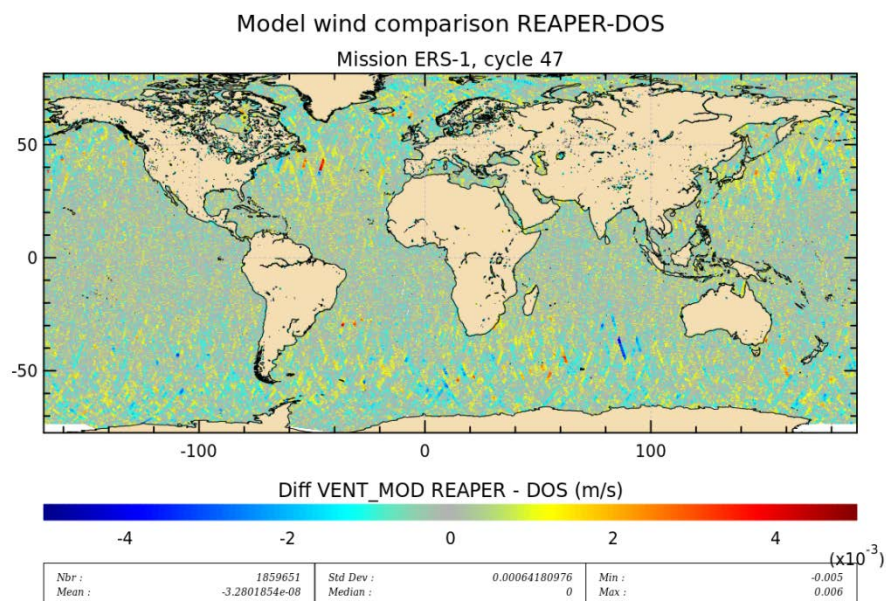 Model wind comparison REAPER-DOS
Mission ERS-1, cycle 47
50
0
-50
-100 0 100
Diff VENT_MOD REAPER - DOS (m/s)
-4 -2 0 2 4
(x10-3)
Nbr : 1859651 Std Dev : 0.00064180976 Min : -0.005
Mean : -3.2801854e-08 Median : 0 Max : 0.006